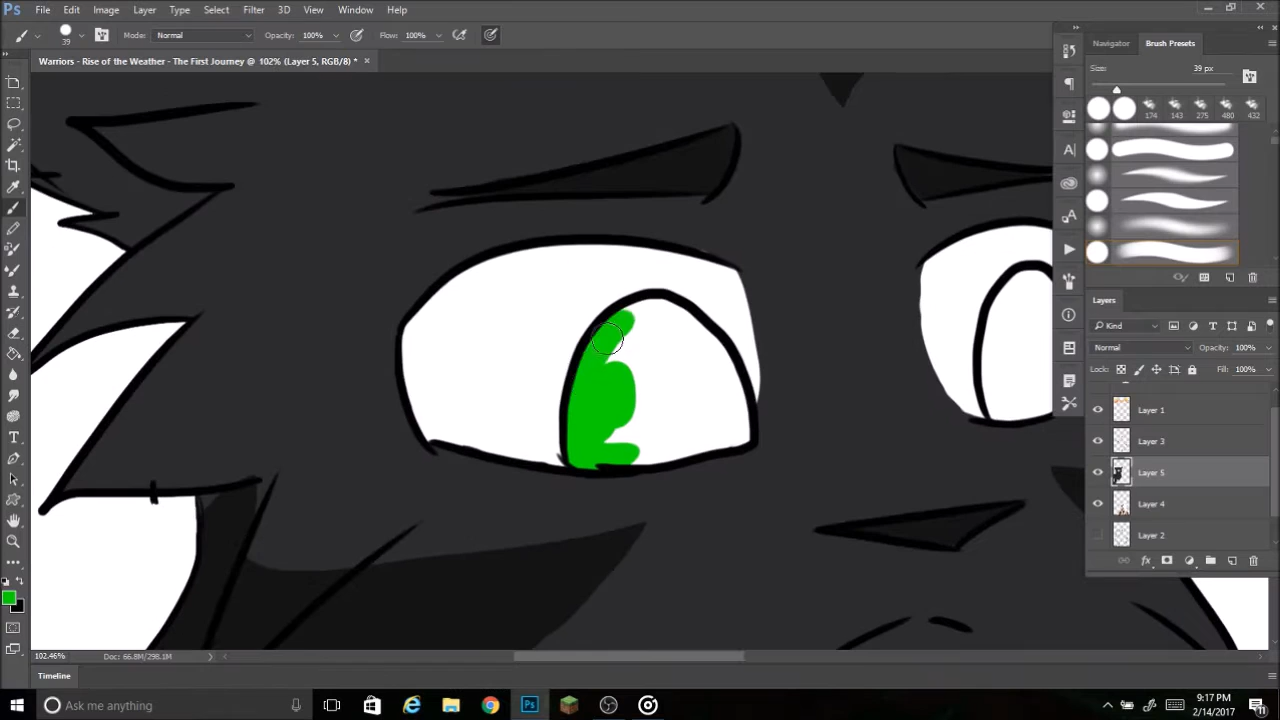 Ps File Edit Image Layer Type Select Filter 3D View Window Help
39 Mode: Normal Opacity: 100% Flow: 100%
Warriors - Rise of the Weather - The First Journey @ 102% (Layer 5, RGB/8) * ×
Navigator Brush Presets
Size: 39 px
174 143 275 480 432
Layers
Kind
Normal Opacity: 100%
Lock: Fill: 100%
Layer 1
Layer 3
Layer 5
Layer 4
Layer 2
fx
102.46% Doc: 66.8M/298.1M
Timeline
Ask me anything
Ps
9:17 PM
2/14/2017